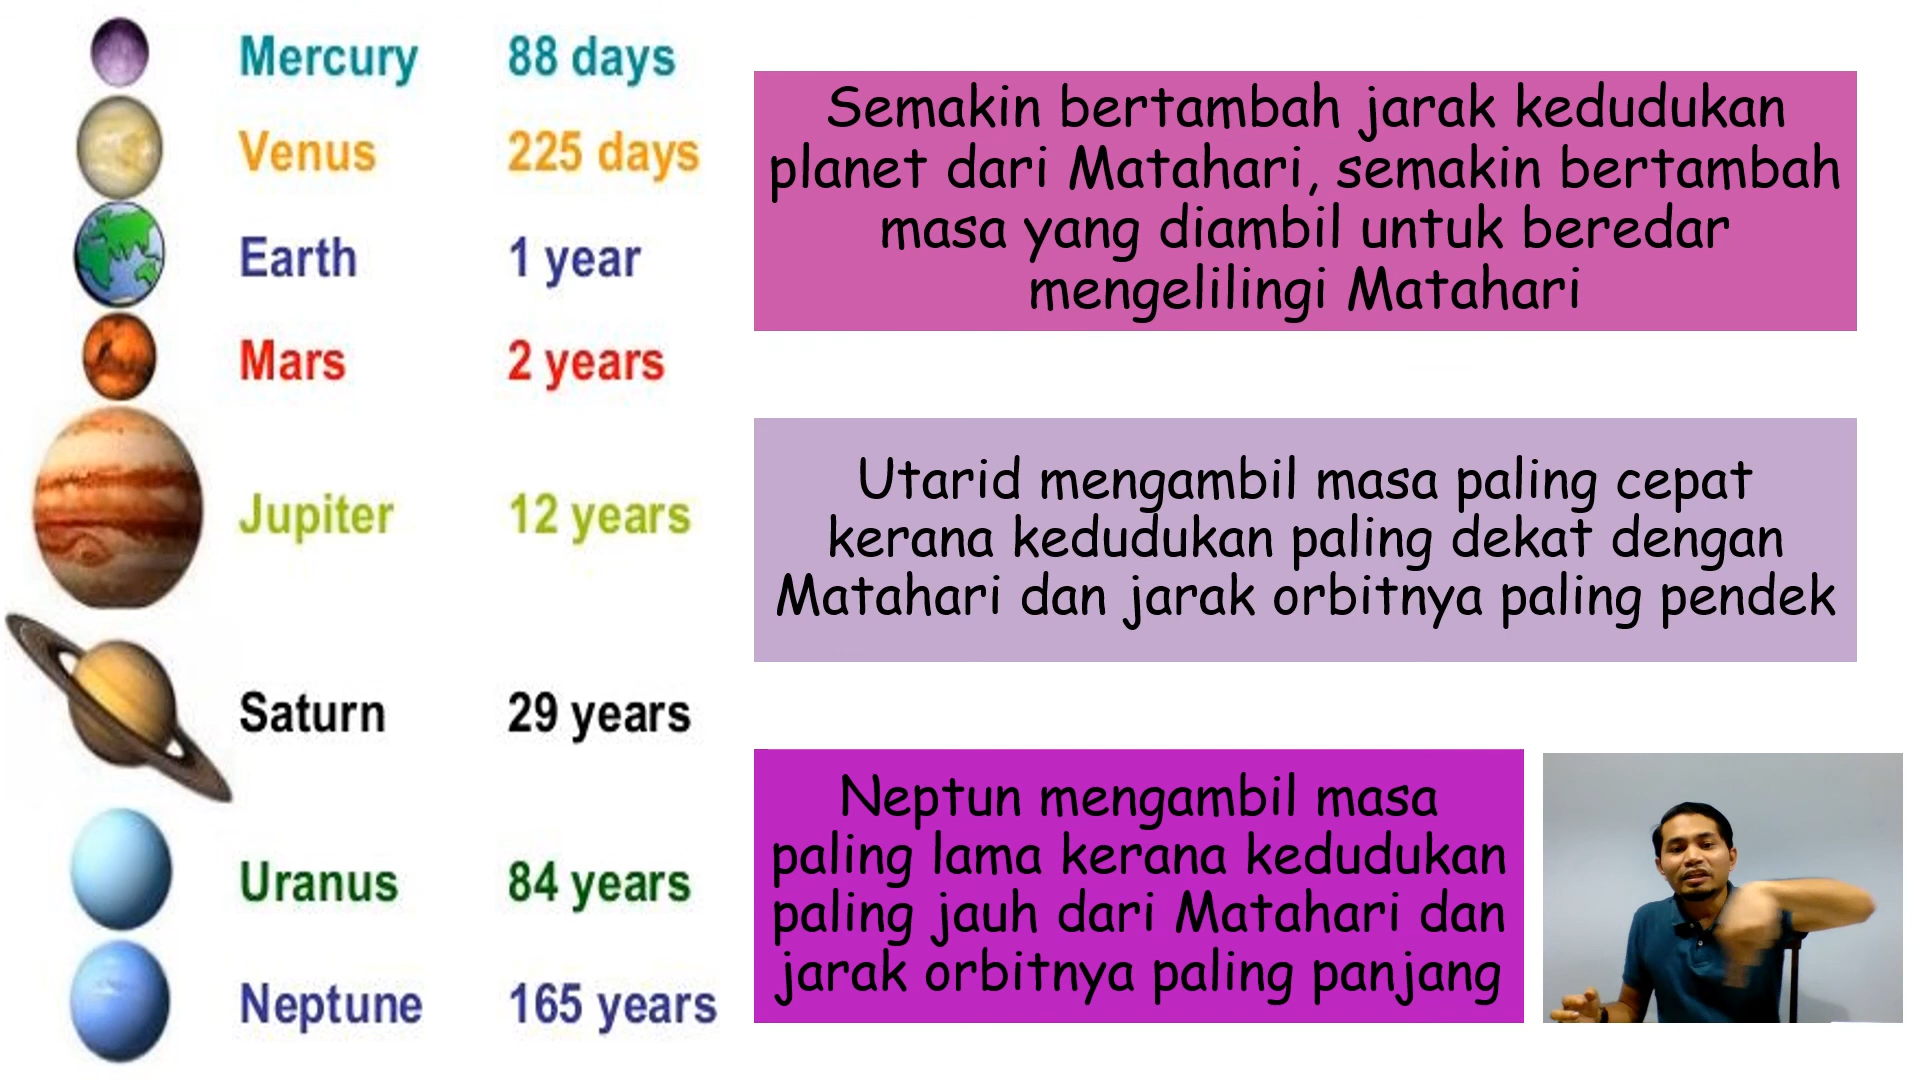 Mercury 88 days
Venus 225 days
Earth 1 year
Mars 2 years
Jupiter 12 years
Saturn 29 years
Uranus 84 years
Neptune 165 years
Semakin bertambah jarak kedudukan
planet dari Matahari, semakin bertambah
masa yang diambil untuk beredar
mengelilingi Matahari
Utarid mengambil masa paling cepat
kerana kedudukan paling dekat dengan
Matahari dan jarak orbitnya paling pendek
Neptun mengambil masa
paling lama kerana kedudukan
paling jauh dari Matahari dan
jarak orbitnya paling panjang